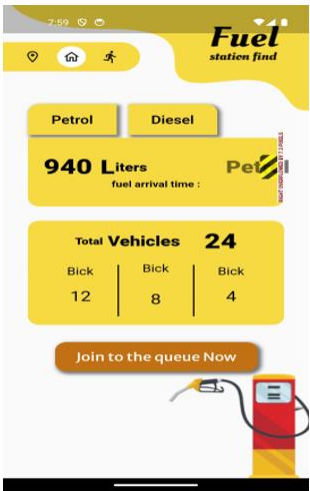 7:59
Fuel
station find
Petrol Diesel
940 Liters Pet
fuel arrival time :
Total Vehicles 24
Bick Bick Bick
12 8 4
Join to the queue Now